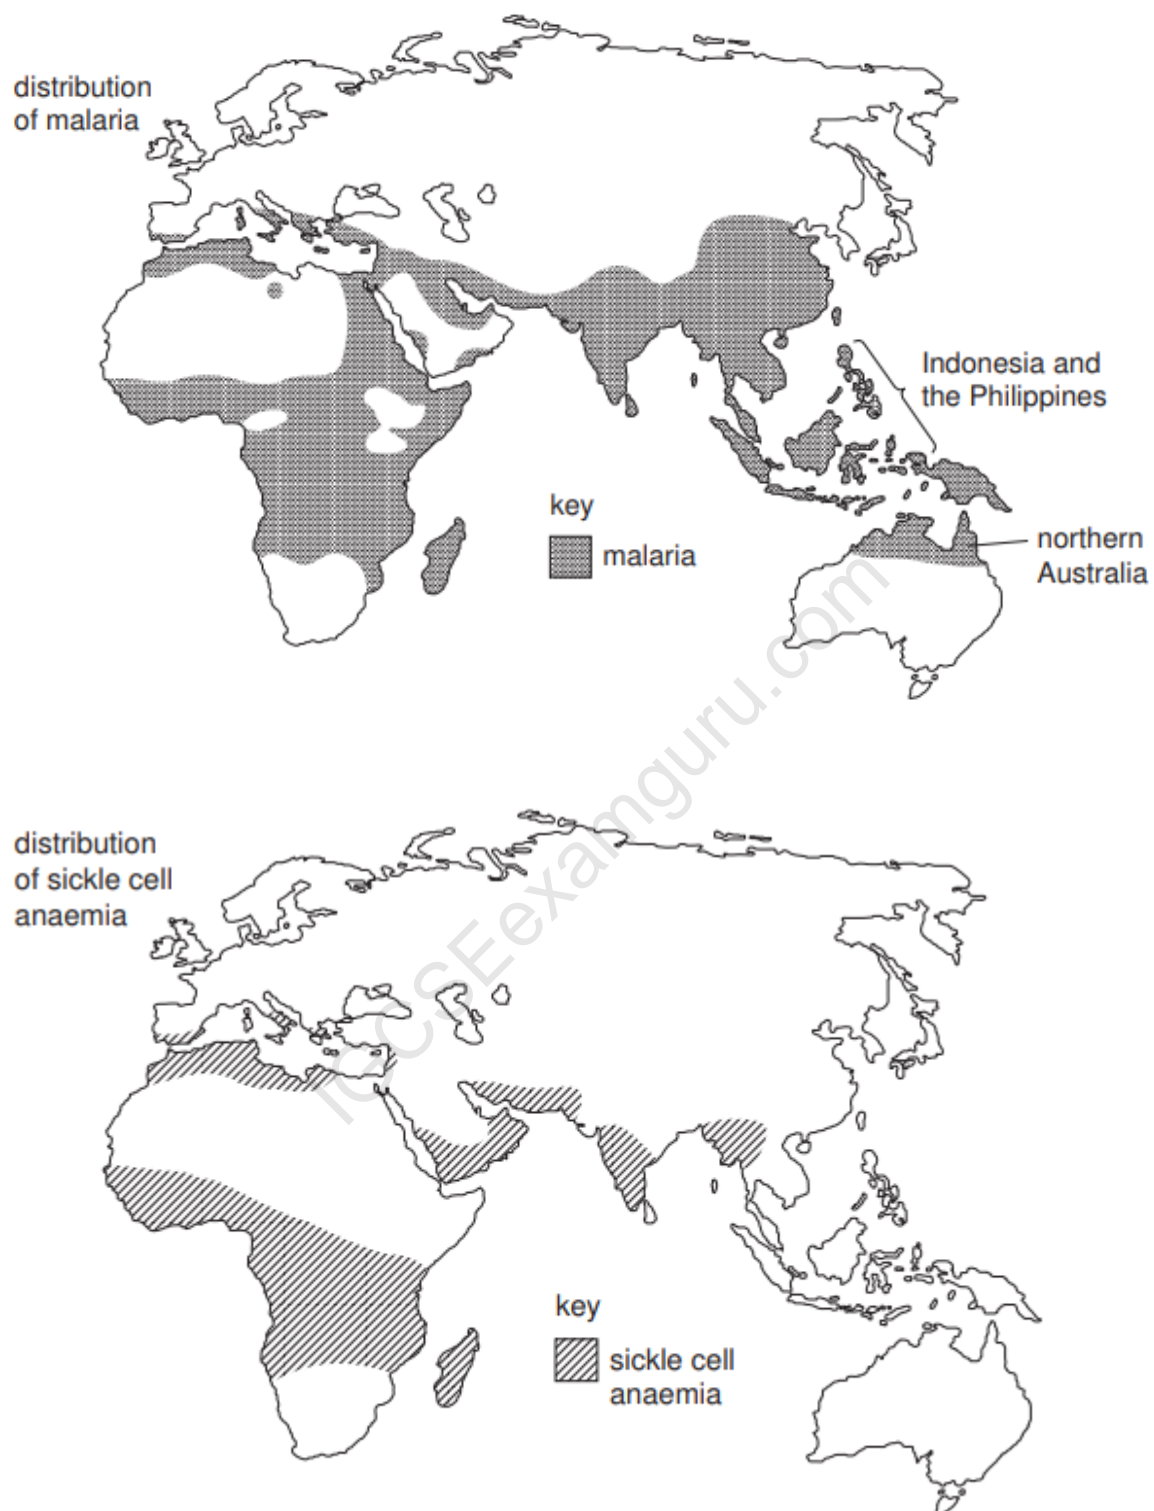 distribution
of malaria
Indonesia and
the Philippines
key
malaria
northern
Australia
IGCSEexamguru.com
distribution
of sickle cell
anaemia
key
sickle cell
anaemia